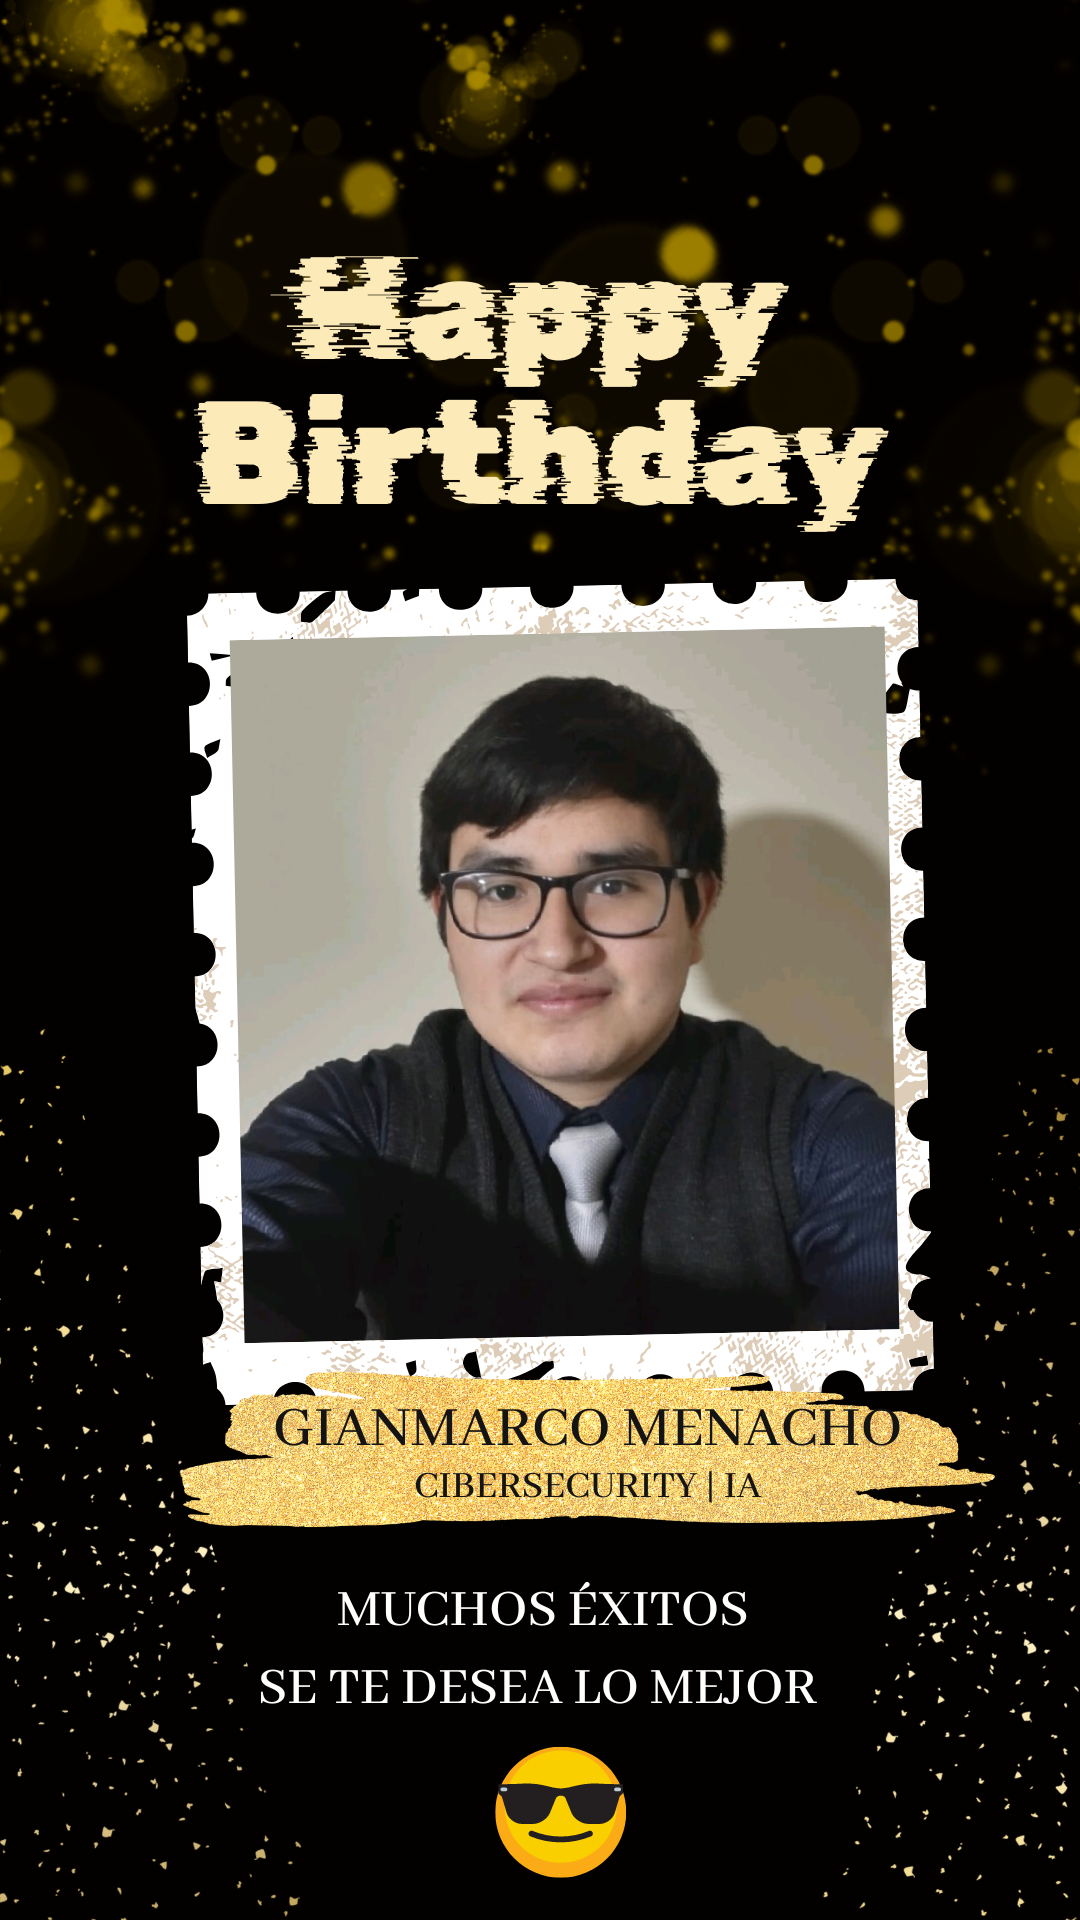 Happy
Birthday
GIANMARCO MENACHO
CIBERSECURITY | IA
MUCHOS ÉXITOS
SE TE DESEA LO MEJOR